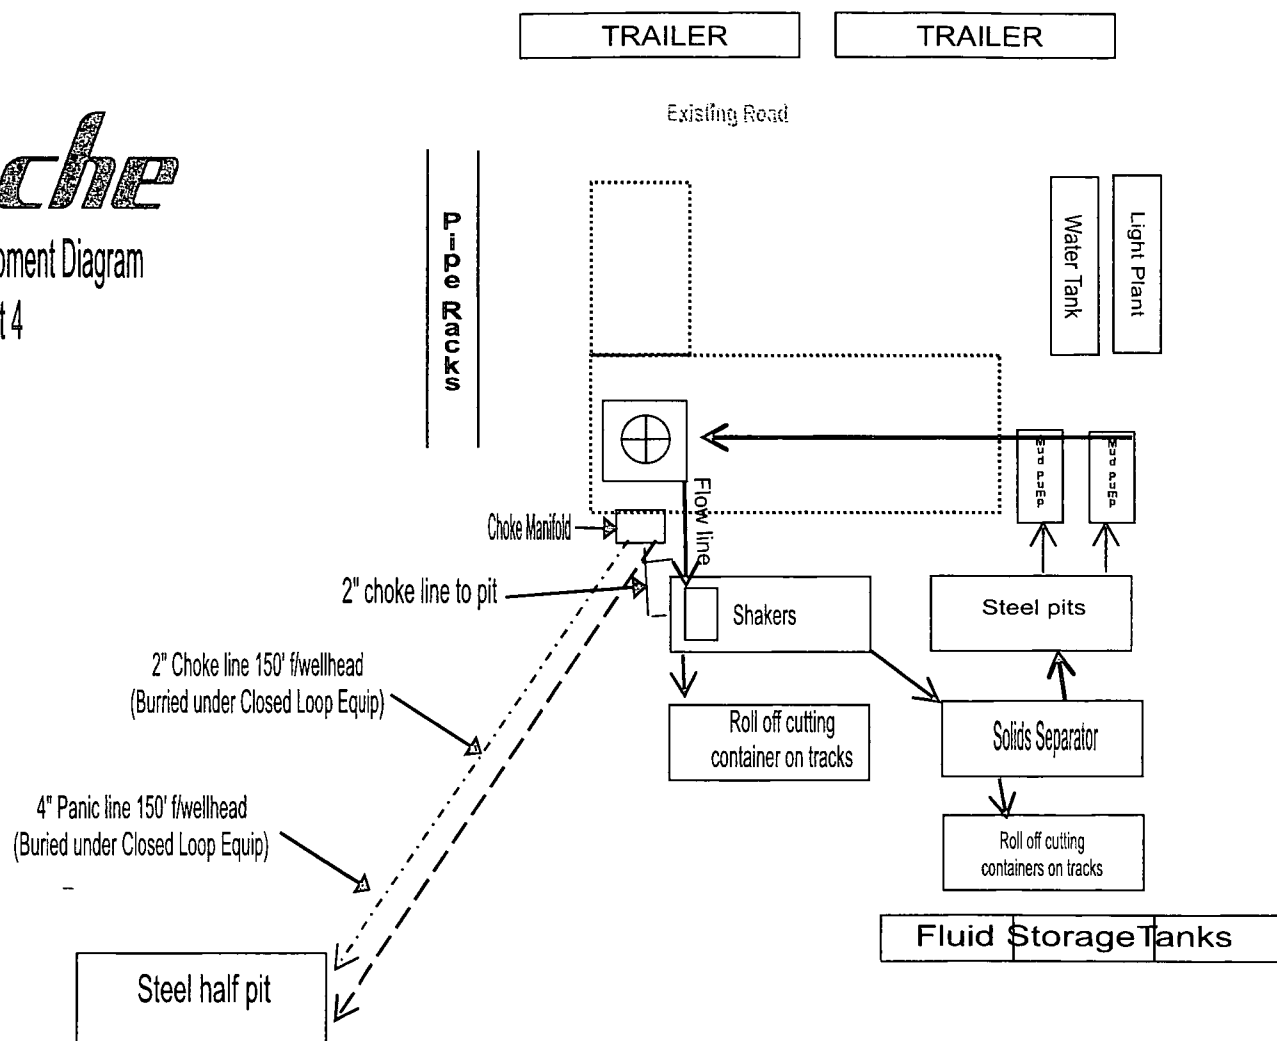 TRAILER
TRAILER
Existing Road
che
pment Diagram
t 4
Pipe Racks
Water Tank
Light Plant
Mud Pump
Mud Pump
Flow line
Choke Manifold
2" choke line to pit
Shakers
Steel pits
2" Choke line 150' f/wellhead
(Burried under Closed Loop Equip)
Roll off cutting
container on tracks
Solids Separator
4" Panic line 150' f/wellhead
(Buried under Closed Loop Equip)
Roll off cutting
containers on tracks
Fluid StorageTanks
Steel half pit